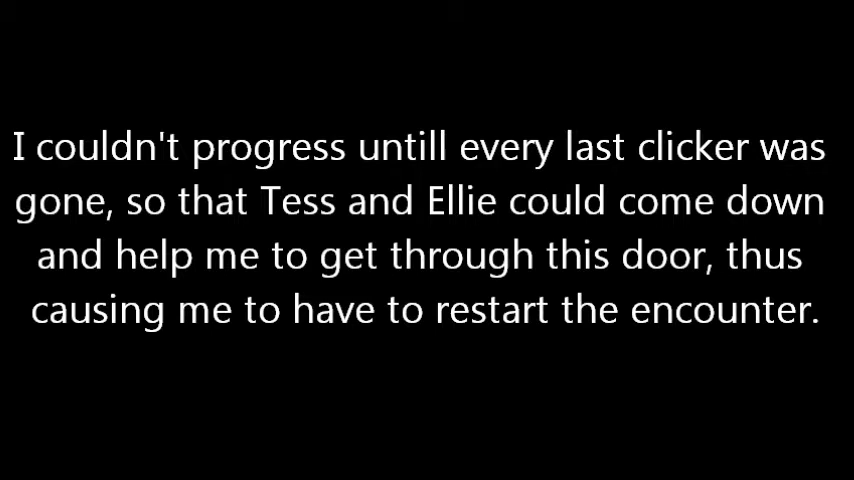 I couldn't progress untill every last clicker was
gone, so that Tess and Ellie could come down
and help me to get through this door, thus
causing me to have to restart the encounter.